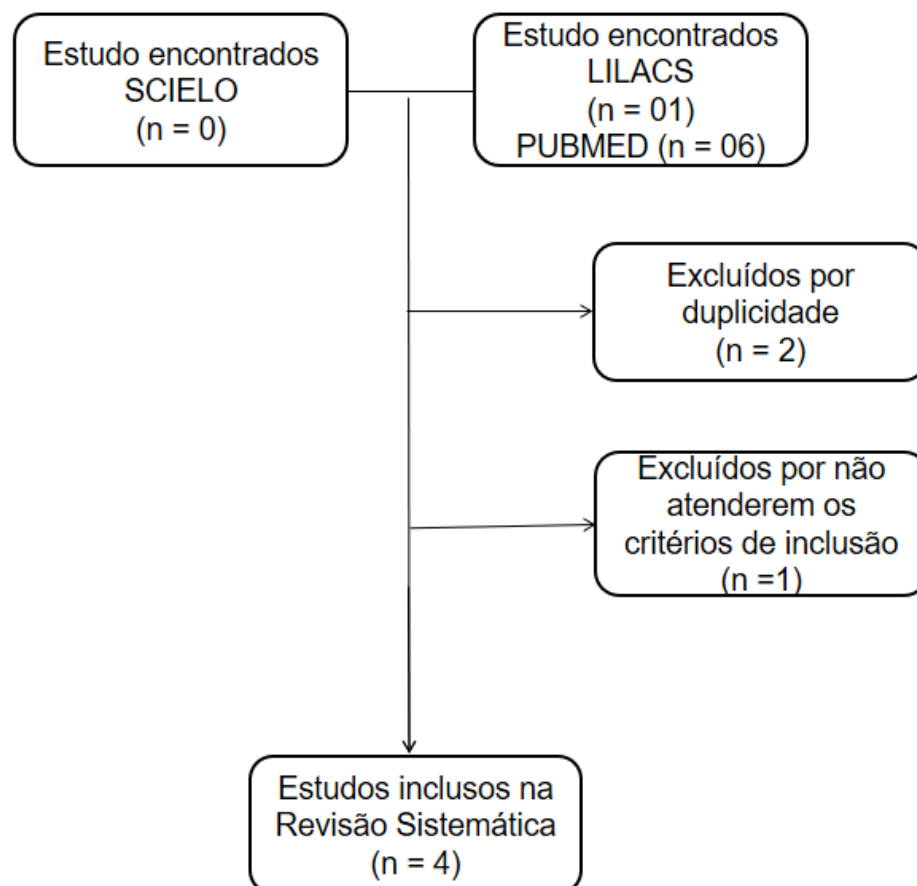 Estudo encontrados
SCIELO
(n = 0)
Estudo encontrados
LILACS
(n = 01)
PUBMED (n = 06)
Excluídos por
duplicidade
(n = 2)
Excluídos por não
atenderem os
critérios de inclusão
(n =1)
Estudos inclusos na
Revisão Sistemática
(n = 4)